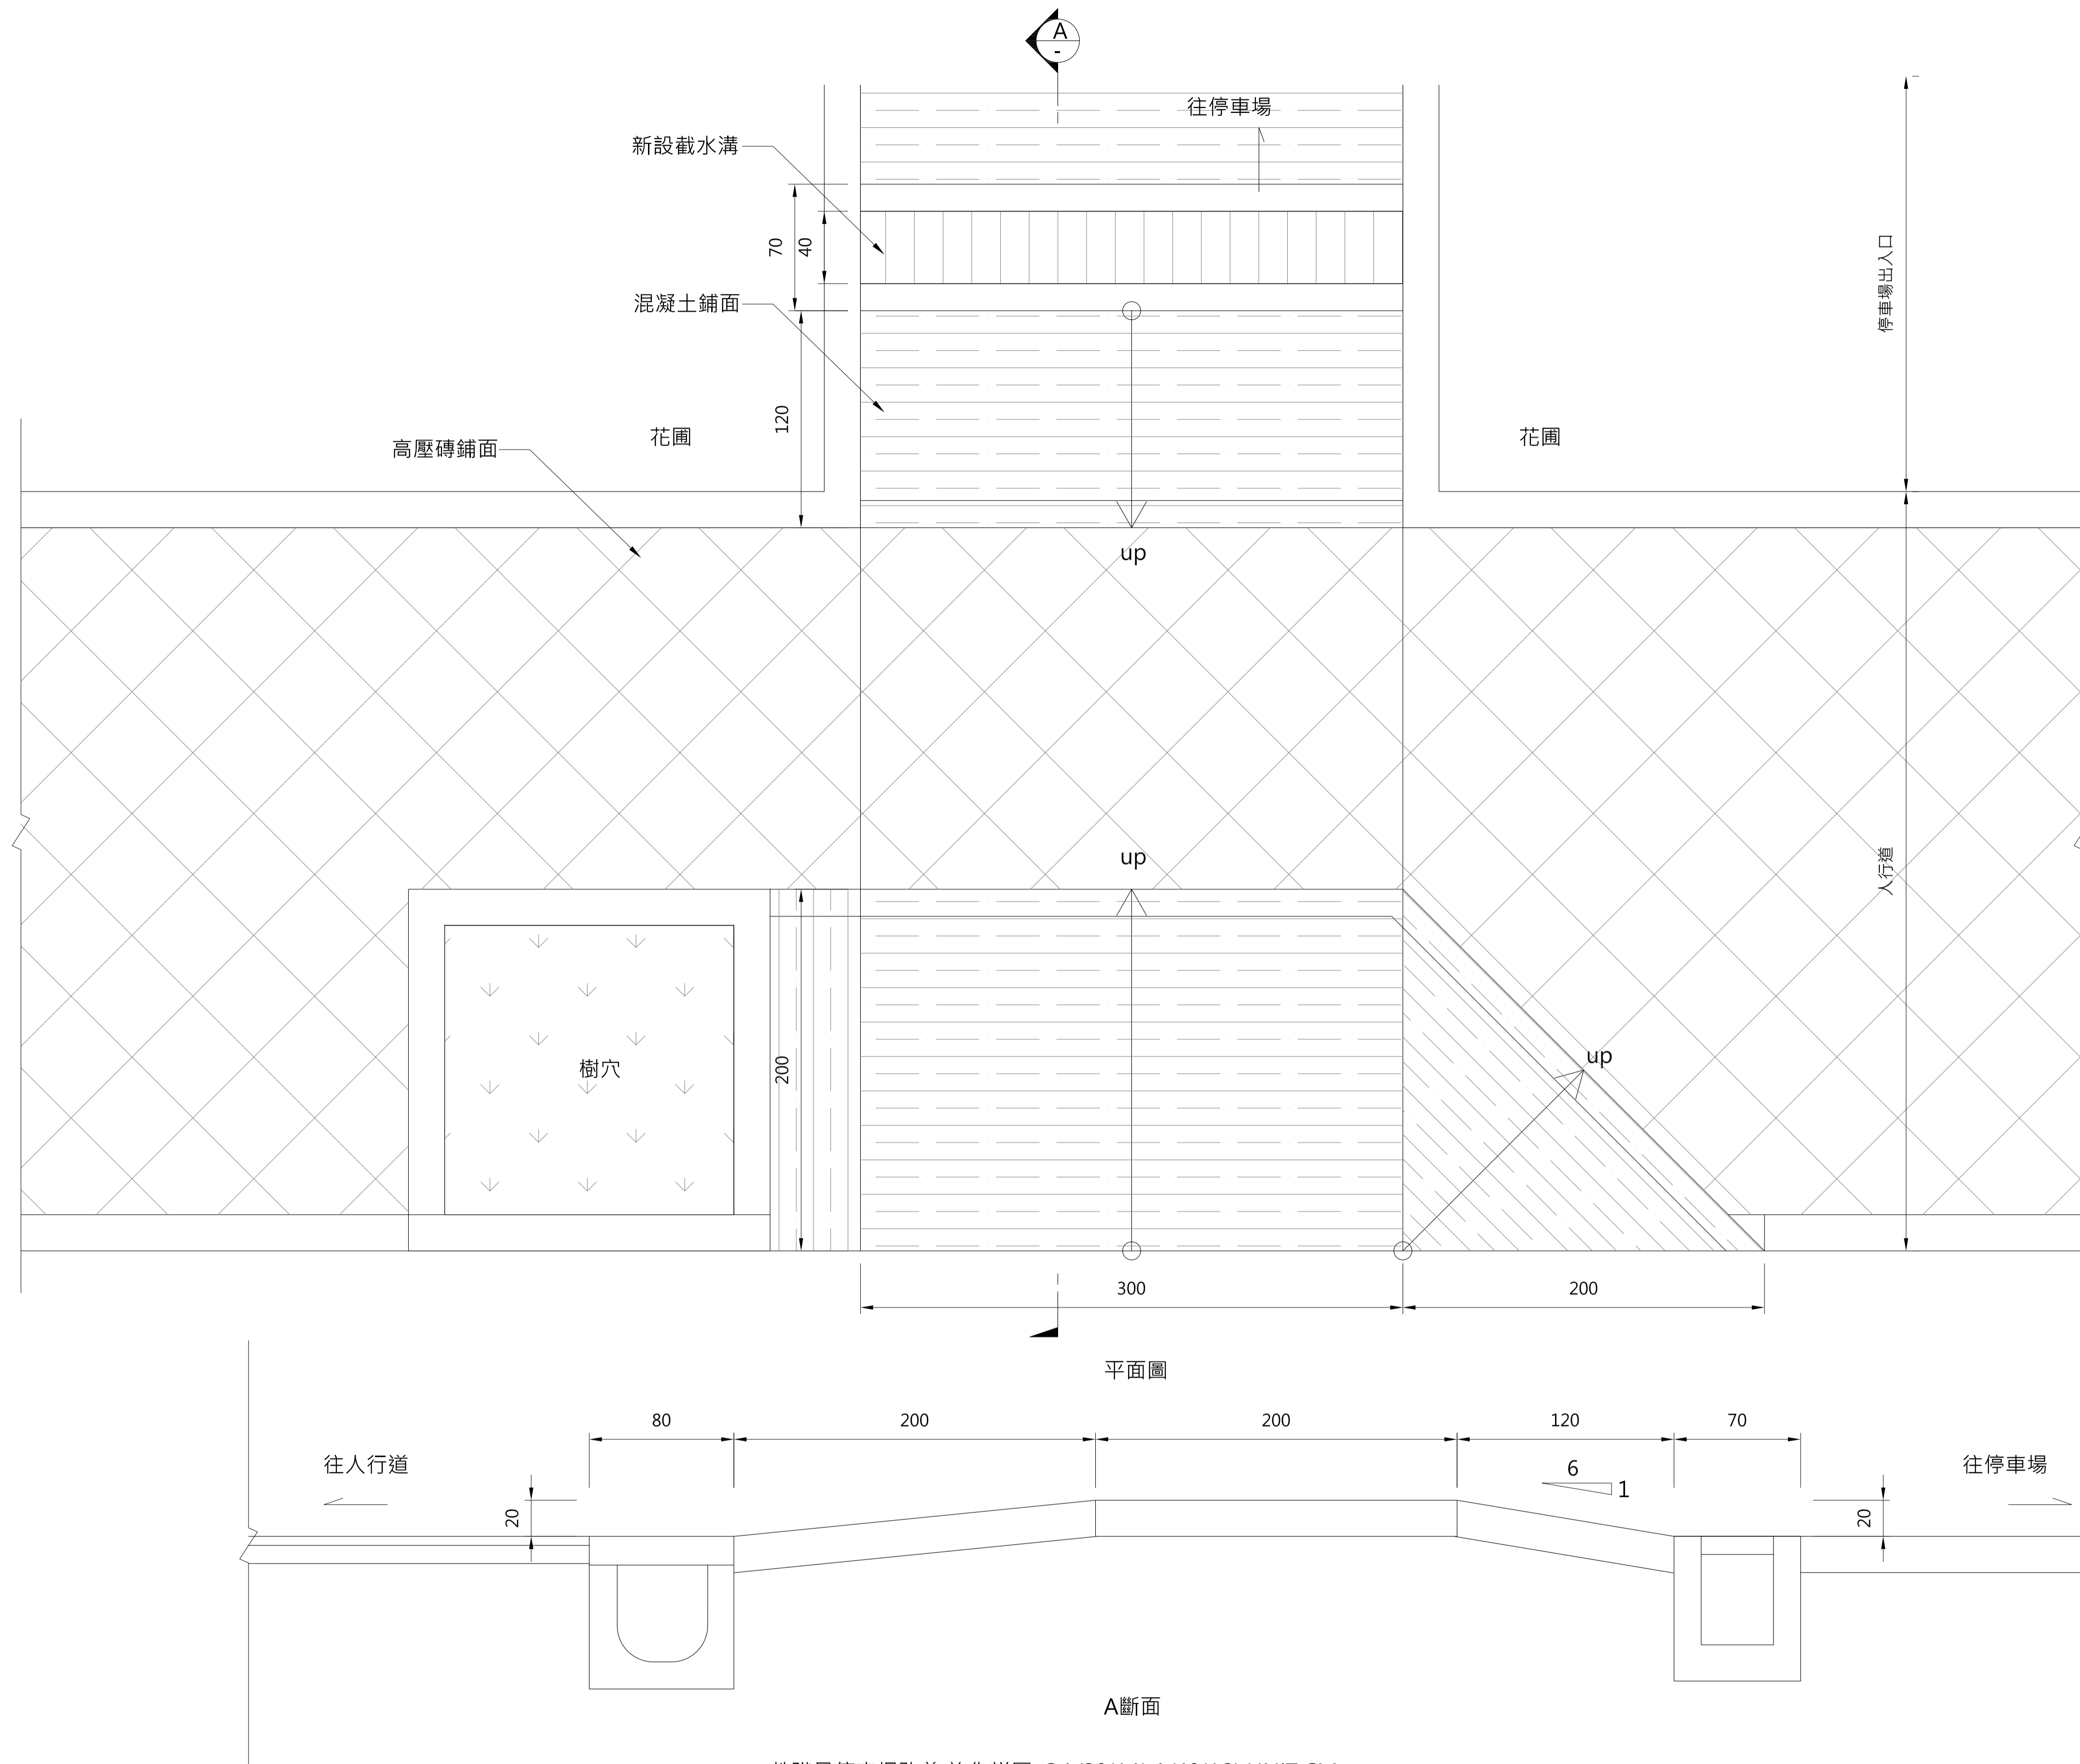 A
-
往停車場
新設截水溝
70
40
停車場出入口
混凝土鋪面
120
花圃
花圃
高壓磚鋪面
up
up
人行道
up
樹穴
200
300
200
平面圖
80
200
200
120
70
往人行道
6
1
往停車場
20
20
A斷面